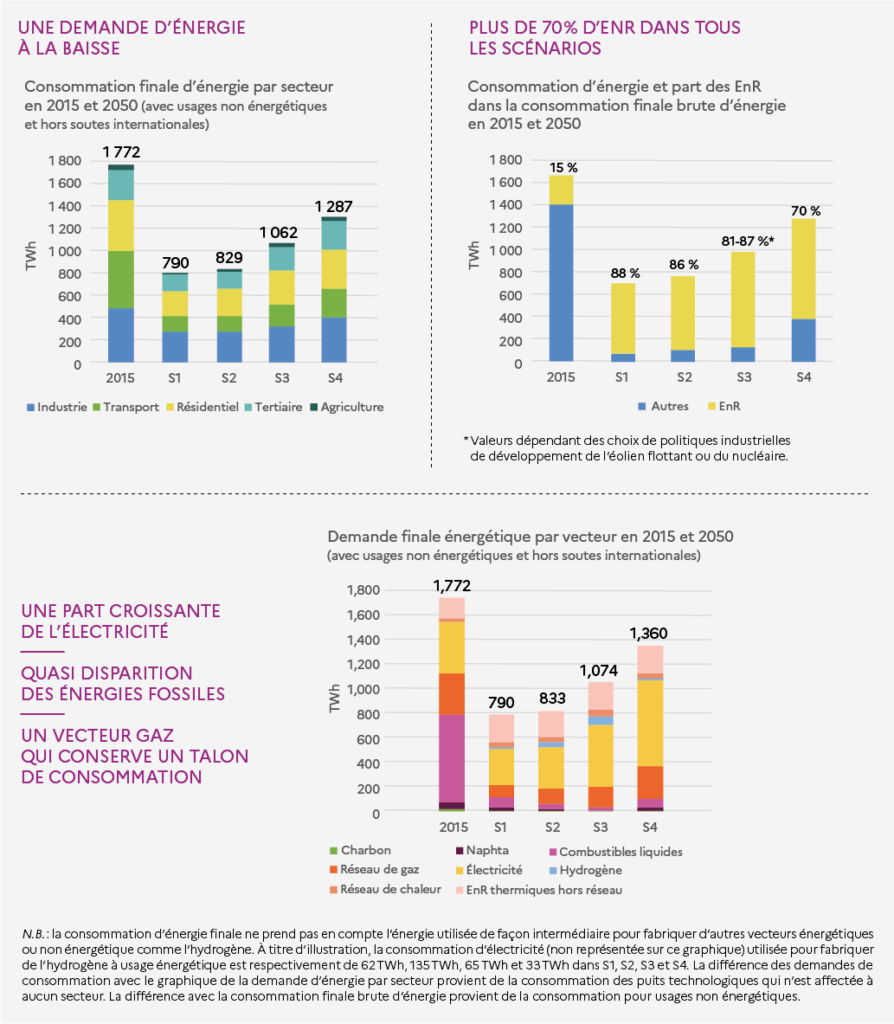 UNE DEMANDE D’ÉNERGIE
À LA BAISSE
Consommation finale d’énergie par secteur
en 2015 et 2050 (avec usages non énergétiques
et hors soutes internationales)
TWh
1 800
1 600
1 400
1 200
1 000
800
600
400
200
0
1 772
790
829
1 062
1 287
2015
S1
S2
S3
S4
Industrie
Transport
Résidentiel
Tertiaire
Agriculture
PLUS DE 70% D’ENR DANS TOUS
LES SCÉNARIOS
Consommation d’énergie et part des EnR
dans la consommation finale brute d’énergie
en 2015 et 2050
TWh
1 800
1 600
1 400
1 200
1 000
800
600
400
200
0
15 %
88 %
86 %
81-87 %*
70 %
2015
S1
S2
S3
S4
Autres
EnR
* Valeurs dépendant des choix de politiques industrielles
de développement de l’éolien flottant ou du nucléaire.
UNE PART CROISSANTE
DE L’ÉLECTRICITÉ
QUASI DISPARITION
DES ÉNERGIES FOSSILES
UN VECTEUR GAZ
QUI CONSERVE UN TALON
DE CONSOMMATION
Demande finale énergétique par vecteur en 2015 et 2050
(avec usages non énergétiques et hors soutes internationales)
TWh
1,800
1,600
1,400
1,200
1,000
800
600
400
200
0
1,772
790
833
1,074
1,360
2015
S1
S2
S3
S4
Charbon
Naphta
Combustibles liquides
Réseau de gaz
Électricité
Hydrogène
Réseau de chaleur
EnR thermiques hors réseau
N.B. : la consommation d’énergie finale ne prend pas en compte l’énergie utilisée de façon intermédiaire pour fabriquer d’autres vecteurs énergétiques
ou non énergétique comme l’hydrogène. À titre d’illustration, la consommation d’électricité (non représentée sur ce graphique) utilisée pour fabriquer
de l’hydrogène à usage énergétique est respectivement de 62 TWh, 135 TWh, 65 TWh et 33 TWh dans S1, S2, S3 et S4. La différence des demandes de
consommation avec le graphique de la demande d’énergie par secteur provient de la consommation des puits technologiques qui n’est affectée à
aucun secteur. La différence avec la consommation finale brute d’énergie provient de la consommation pour usages non énergétiques.